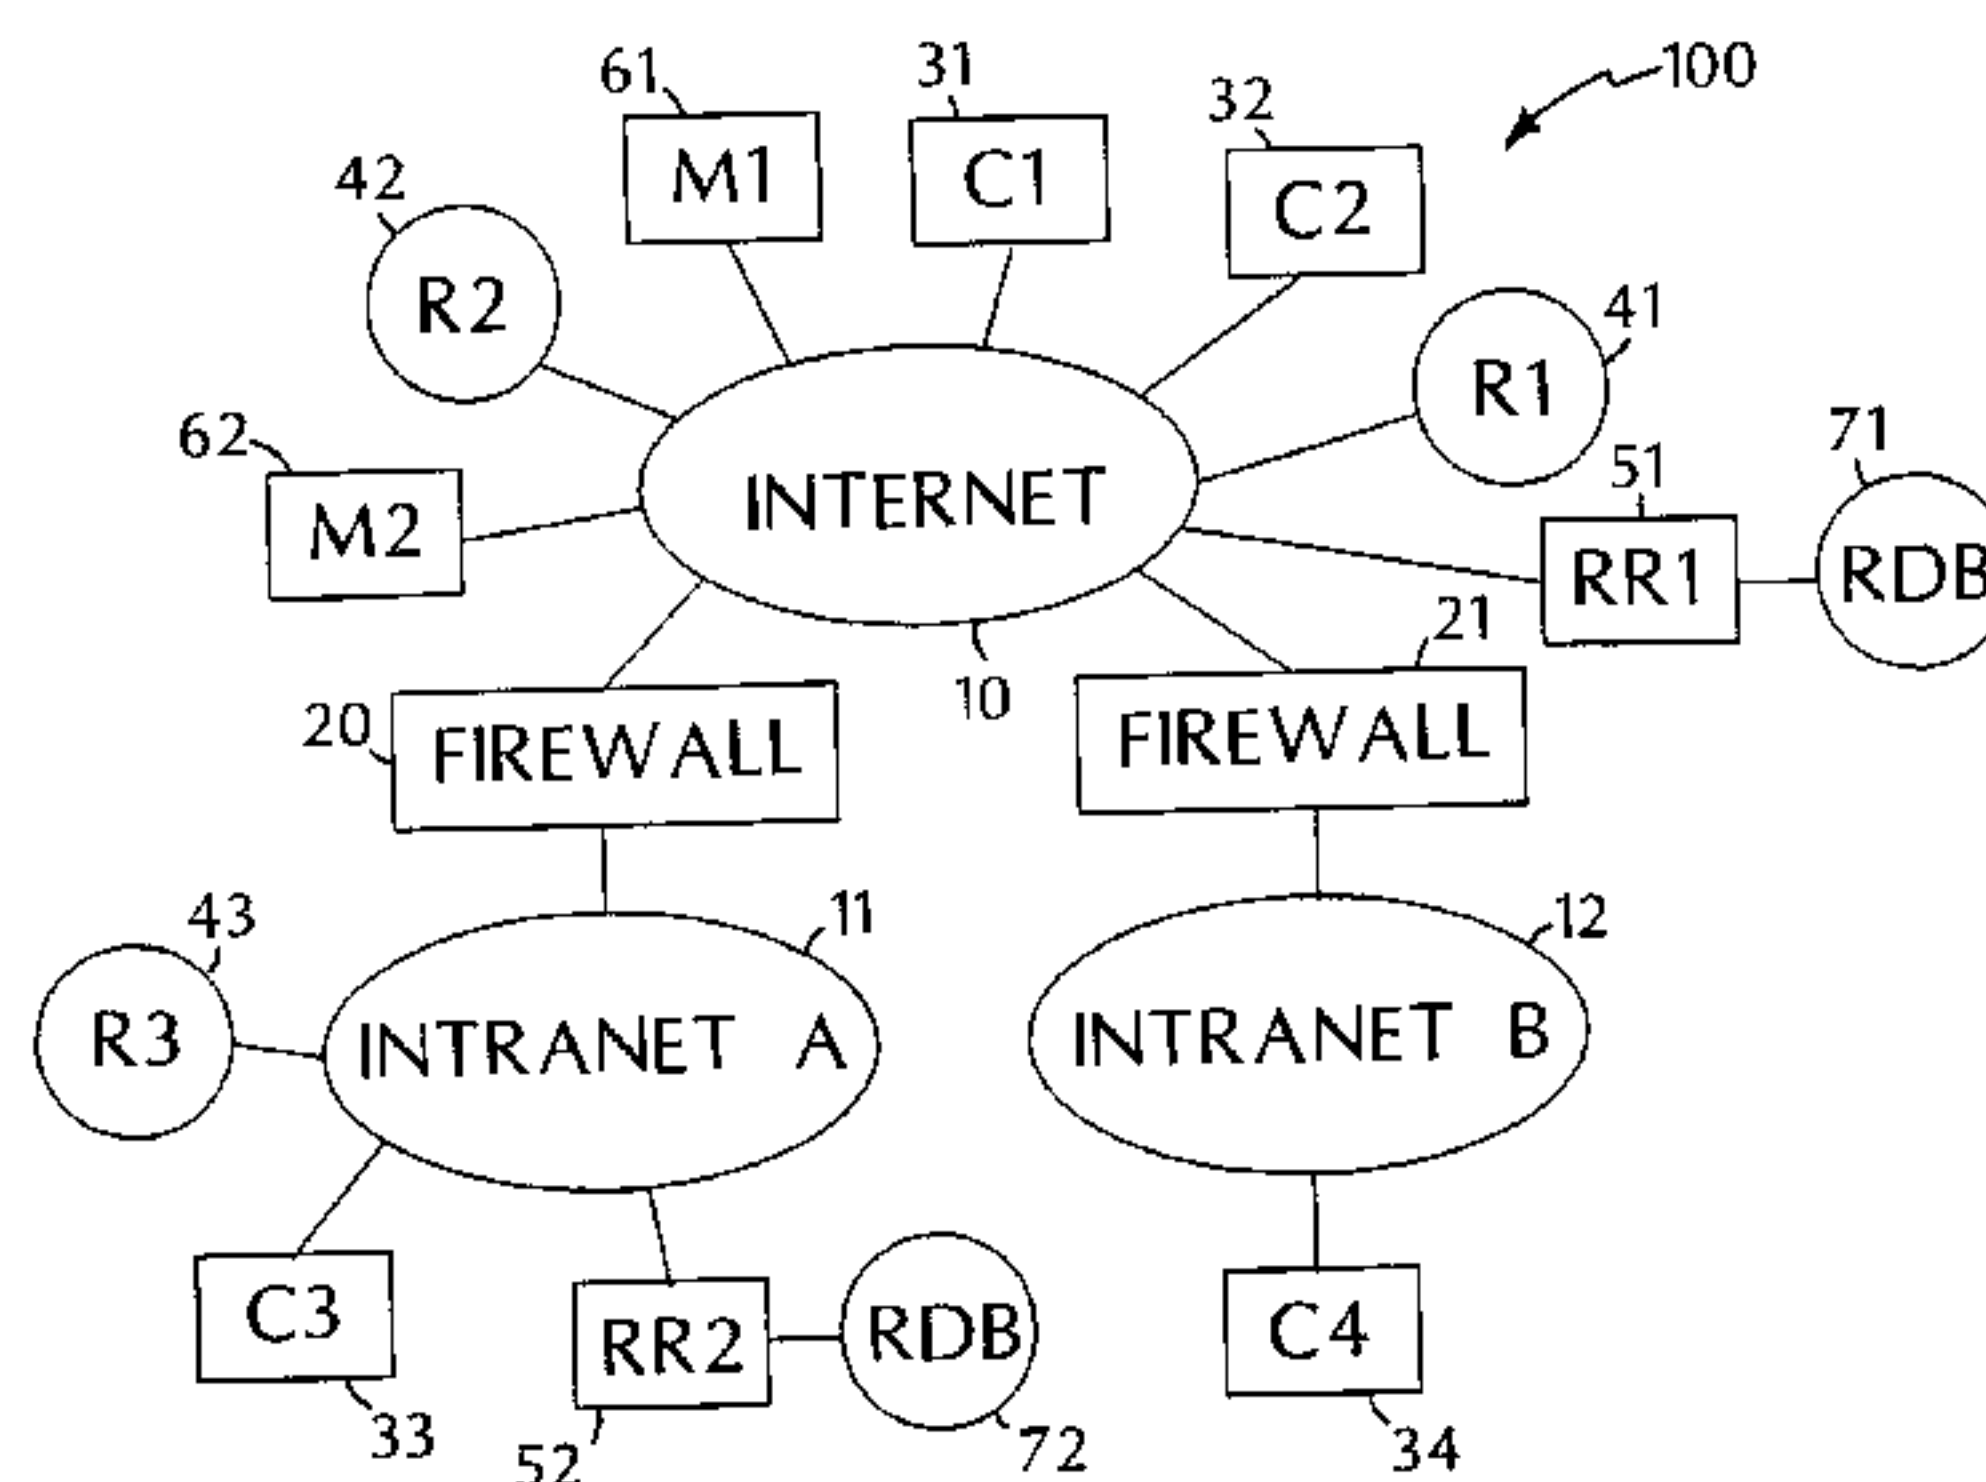 61
31
32
100
M1
C1
C2
42
R2
41
R1
62
M2
INTERNET
71
51
RR1
RDB
21
10
20
FIREWALL
FIREWALL
43
11
12
R3
INTRANET A
INTRANET B
C3
RR2
RDB
C4
33
52
72
34